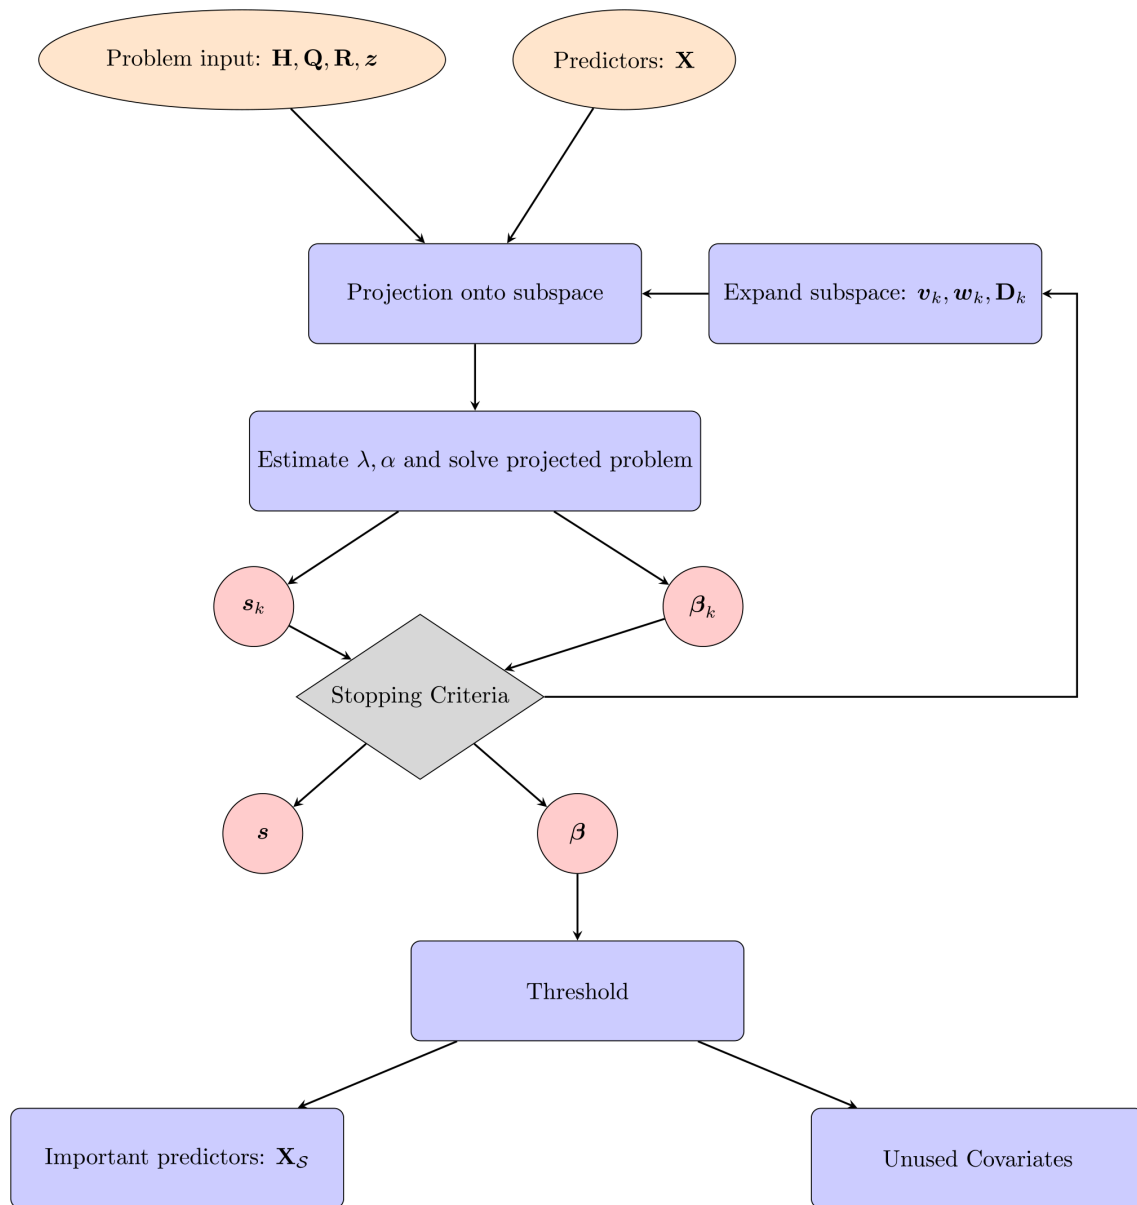 Problem input: H, Q, R, z
Predictors: X
Projection onto subspace
Expand subspace: v_k, w_k, D_k
Estimate λ, α and solve projected problem
s_k
β_k
Stopping Criteria
s
β
Threshold
Important predictors: X_𝒮
Unused Covariates